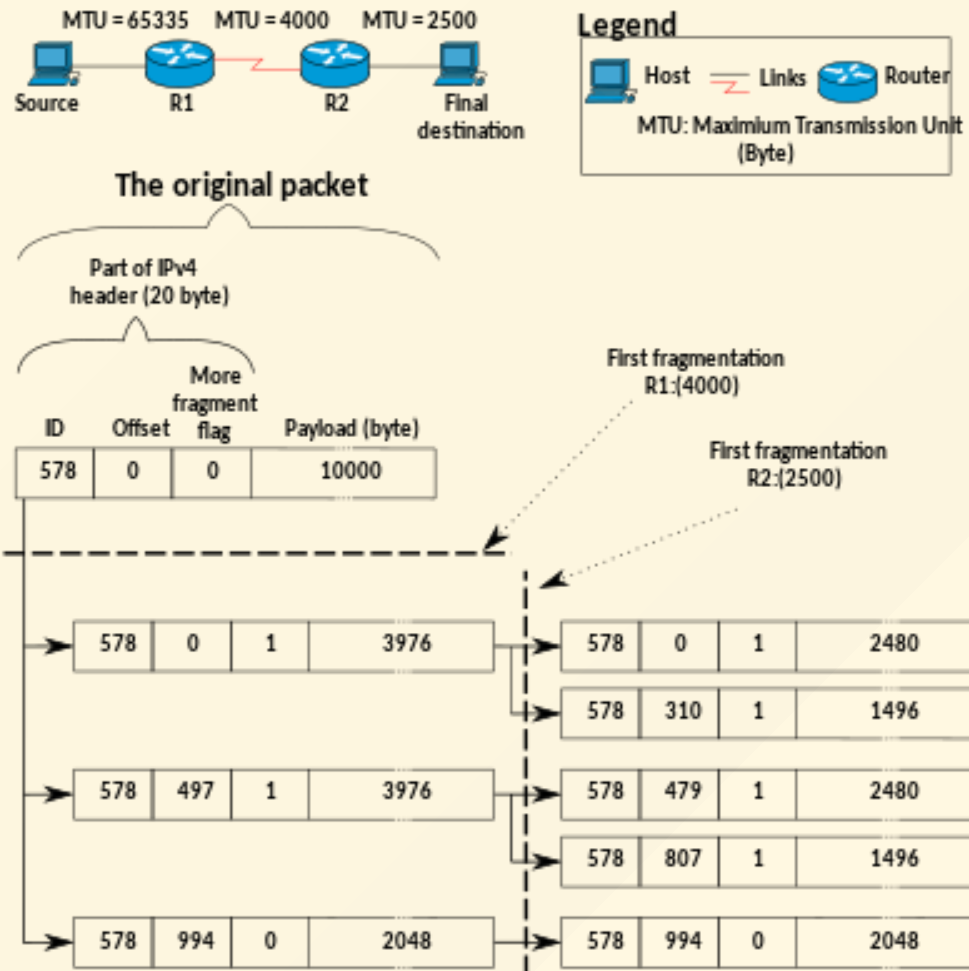 MTU = 65335 MTU = 4000 MTU = 2500
Source R1 R2 Final
destination
Legend
Host Links Router
MTU: Maximium Transmission Unit
(Byte)
The original packet
Part of IPv4
header (20 byte)
More
fragment
flag
ID Offset Payload (byte)
578 0 0 10000
First fragmentation
R1:(4000)
First fragmentation
R2:(2500)
578 0 1 3976 578 0 1 2480
578 310 1 1496
578 497 1 3976 578 479 1 2480
578 807 1 1496
578 994 0 2048 578 994 0 2048